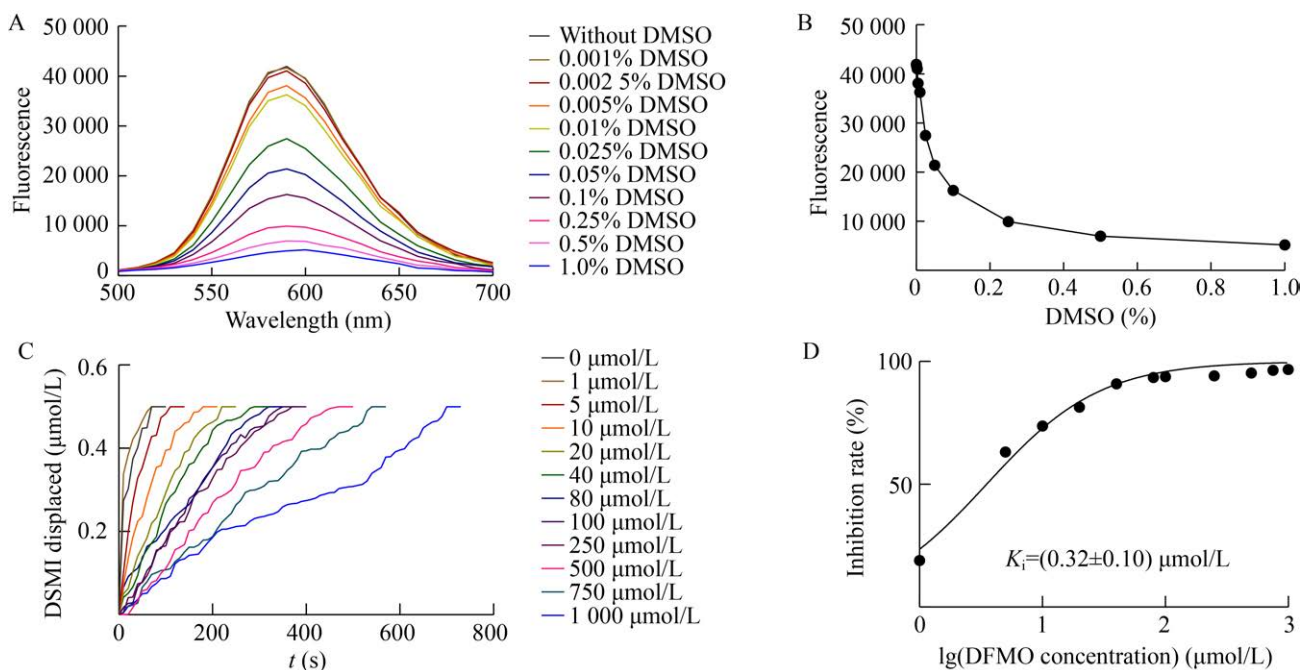 A
50 000
40 000
30 000
20 000
10 000
0
500
550
600
650
700
Fluorescence
Wavelength (nm)
Without DMSO
0.001% DMSO
0.002 5% DMSO
0.005% DMSO
0.01% DMSO
0.025% DMSO
0.05% DMSO
0.1% DMSO
0.25% DMSO
0.5% DMSO
1.0% DMSO
B
50 000
40 000
30 000
20 000
10 000
0
0.2
0.4
0.6
0.8
1.0
Fluorescence
DMSO (%)
C
0.6
0.4
0.2
0
200
400
600
800
DSMI displaced (μmol/L)
t (s)
0 μmol/L
1 μmol/L
5 μmol/L
10 μmol/L
20 μmol/L
40 μmol/L
80 μmol/L
100 μmol/L
250 μmol/L
500 μmol/L
750 μmol/L
1 000 μmol/L
D
100
50
0
1
2
3
Inhibition rate (%)
Ki=(0.32±0.10) μmol/L
lg(DFMO concentration) (μmol/L)